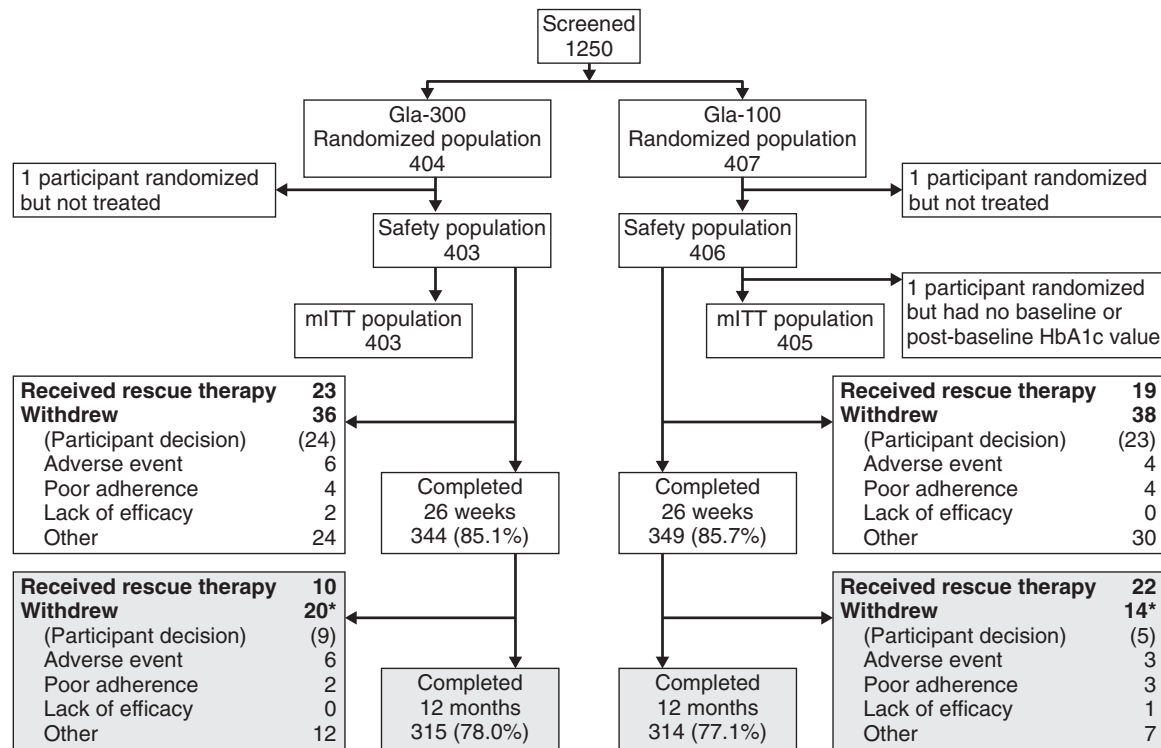 Screened
1250
Gla-300
Randomized population
404
Gla-100
Randomized population
407
1 participant randomized
but not treated
1 participant randomized
but not treated
Safety population
403
Safety population
406
mITT population
403
mITT population
405
1 participant randomized
but had no baseline or
post-baseline HbA1c value
Received rescue therapy 23
Withdrew 36
(Participant decision) (24)
Adverse event 6
Poor adherence 4
Lack of efficacy 2
Other 24
Completed
26 weeks
344 (85.1%)
Completed
26 weeks
349 (85.7%)
Received rescue therapy 19
Withdrew 38
(Participant decision) (23)
Adverse event 4
Poor adherence 4
Lack of efficacy 0
Other 30
Received rescue therapy 10
Withdrew 20*
(Participant decision) (9)
Adverse event 6
Poor adherence 2
Lack of efficacy 0
Other 12
Completed
12 months
315 (78.0%)
Completed
12 months
314 (77.1%)
Received rescue therapy 22
Withdrew 14*
(Participant decision) (5)
Adverse event 3
Poor adherence 3
Lack of efficacy 1
Other 7